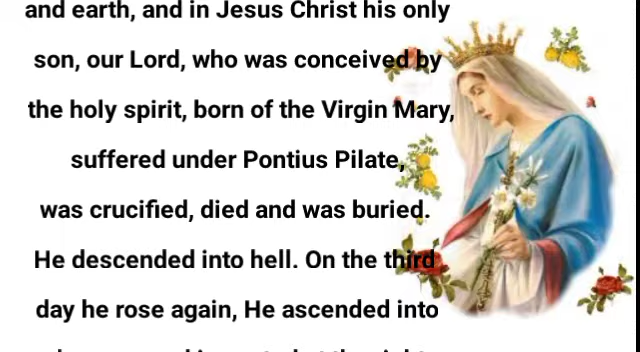 and earth, and in Jesus Christ his only
son, our Lord, who was conceived by
the holy spirit, born of the Virgin Mary,
suffered under Pontius Pilate,
was crucified, died and was buried.
He descended into hell. On the third
day he rose again, He ascended into